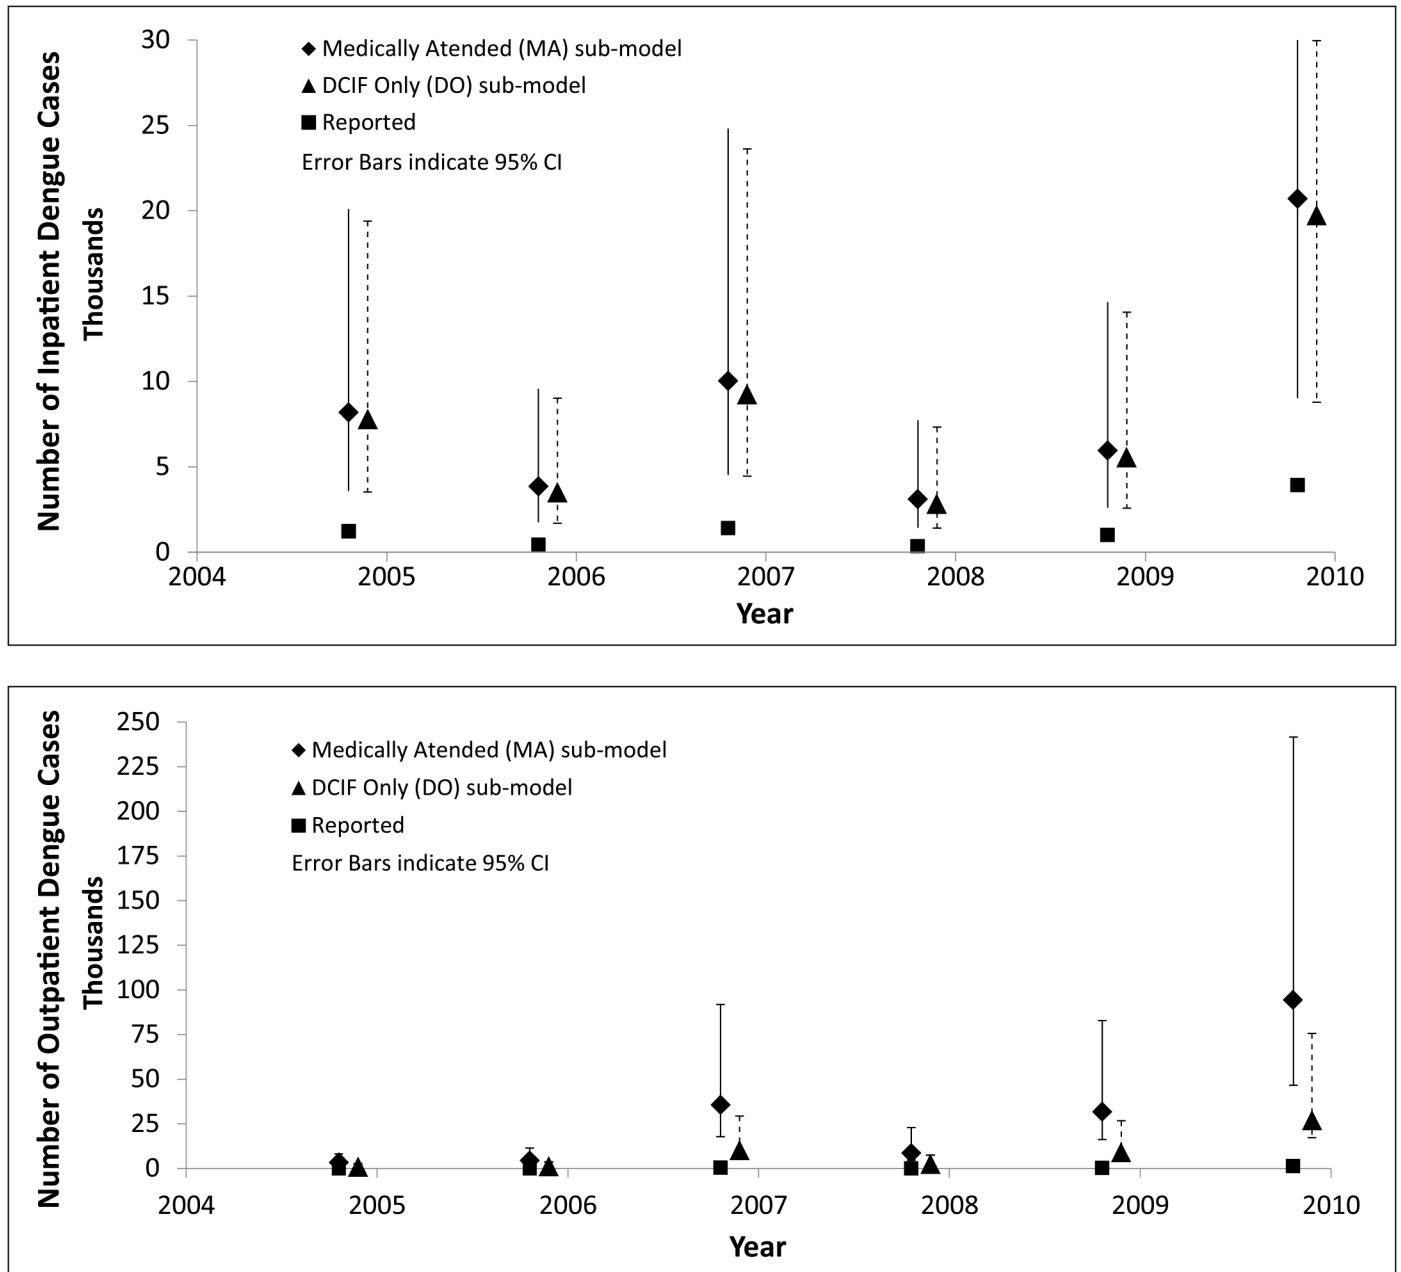 Number of Inpatient Dengue Cases
Thousands
30
25
20
15
10
5
0
◆ Medically Atended (MA) sub-model
▲ DCIF Only (DO) sub-model
■ Reported
Error Bars indicate 95% CI
2004 2005 2006 2007 2008 2009 2010
Year
Number of Outpatient Dengue Cases
Thousands
250
225
200
175
150
125
100
75
50
25
0
◆ Medically Atended (MA) sub-model
▲ DCIF Only (DO) sub-model
■ Reported
Error Bars indicate 95% CI
2004 2005 2006 2007 2008 2009 2010
Year